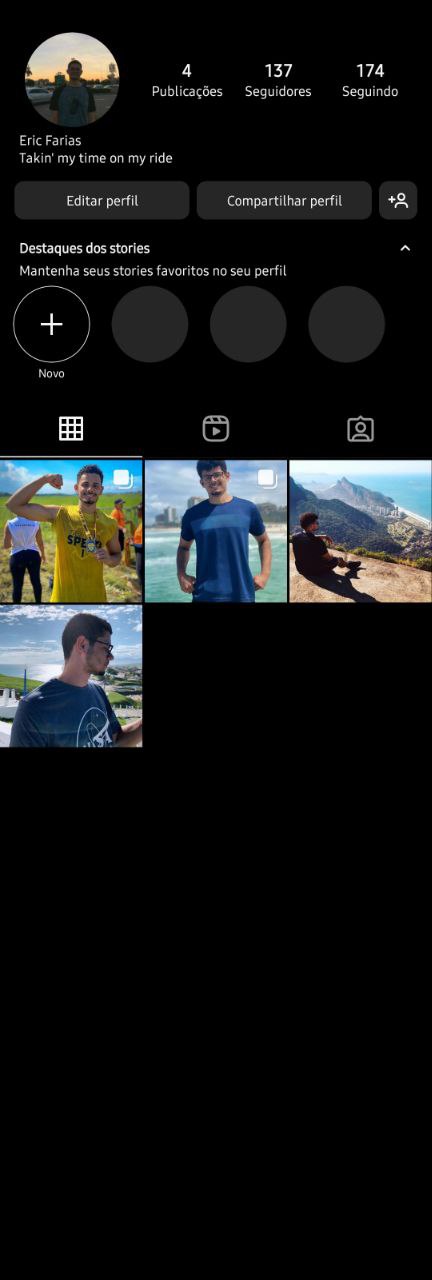 4
137
174
Publicações
Seguidores
Seguindo
Eric Farias
Takin' my time on my ride
Editar perfil
Compartilhar perfil
Destaques dos stories
Mantenha seus stories favoritos no seu perfil
Novo